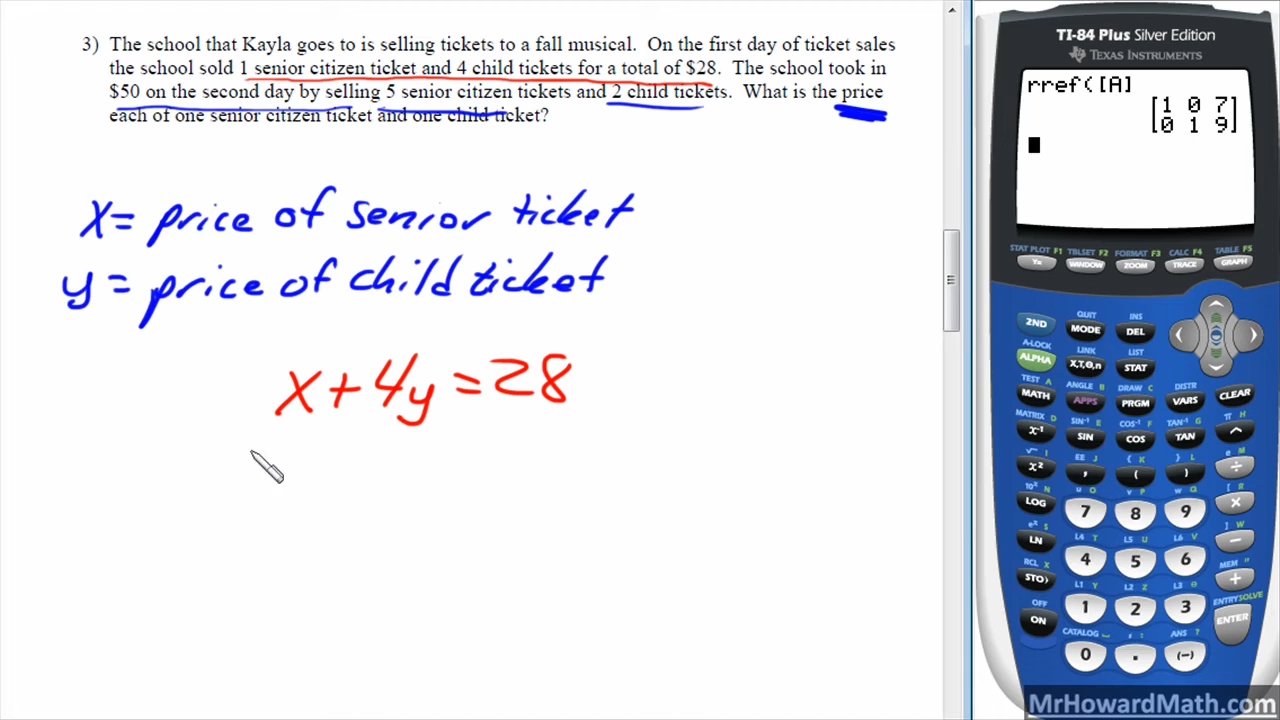 3) The school that Kayla goes to is selling tickets to a fall musical. On the first day of ticket sales
the school sold 1 senior citizen ticket and 4 child tickets for a total of $28. The school took in
$50 on the second day by selling 5 senior citizen tickets and 2 child tickets. What is the price
each of one senior citizen ticket and one child ticket?
x = price of senior ticket
y = price of child ticket
x + 4y = 28
TI-84 Plus Silver Edition
TEXAS INSTRUMENTS
rref([A]
[1 0 7]
[0 1 9]
STAT PLOT F1 TBLSET F2 FORMAT F3 CALC F4 TABLE F5
Y= WINDOW ZOOM TRACE GRAPH
QUIT INS
2ND MODE DEL
A-LOCK LINK LIST
ALPHA X,T,θ,n STAT
TEST A ANGLE B DRAW C DISTR
MATH APPS PRGM VARS CLEAR
MATRIX D SIN⁻¹ E COS⁻¹ F TAN⁻¹ G π H
x⁻¹ SIN COS TAN ^
√ I EE J { K } L e M
x² , ( ) ÷
10ˣ N u O v P w Q [ R
LOG 7 8 9 ×
eˣ S L4 T L5 U L6 V ] W
LN 4 5 6 −
RCL X L1 Y L2 Z L3 θ MEM "
STO› 1 2 3 +
OFF CATALOG ⎵ i : ANS ? ENTRY SOLVE
ON 0 . (−) ENTER
MrHowardMath.com